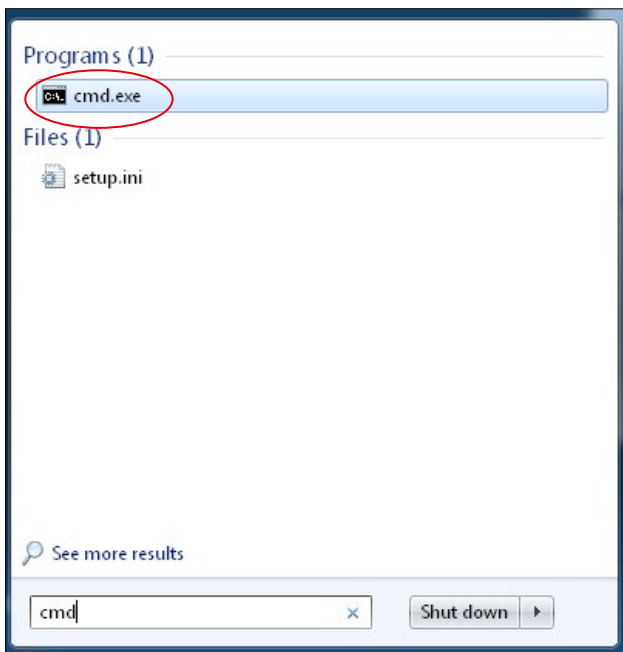 Programs (1)
cmd.exe
Files (1)
setup.ini
See more results
cmd
Shut down